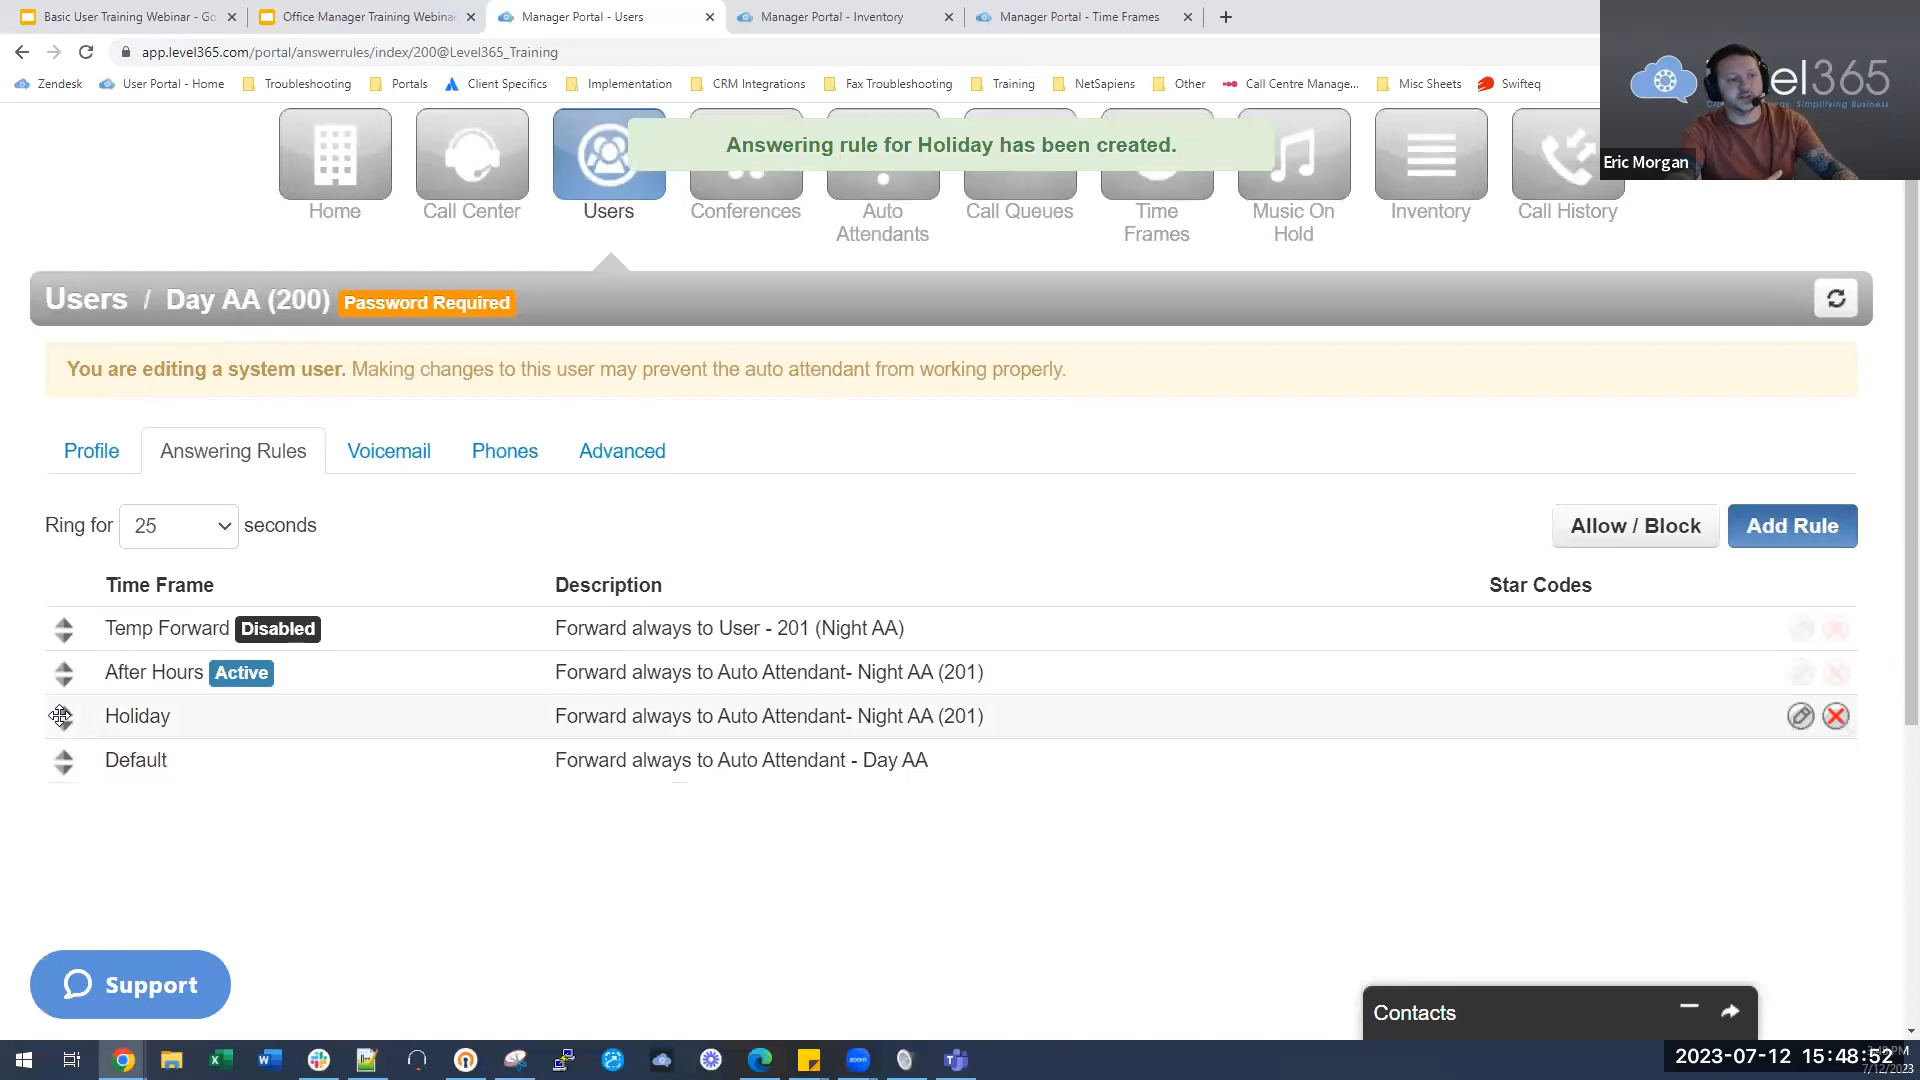 Basic User Training Webinar - Go
Office Manager Training Webinar
Manager Portal - Users
Manager Portal - Inventory
Manager Portal - Time Frames
app.level365.com/portal/answerrules/index/200@Level365_Training
Zendesk
User Portal - Home
Troubleshooting
Portals
Client Specifics
Implementation
CRM Integrations
Fax Troubleshooting
Training
NetSapiens
Other
Call Centre Manage...
Misc Sheets
Swifteq
el365
Simplifying Business
Eric Morgan
Answering rule for Holiday has been created.
Home
Call Center
Users
Conferences
Auto
Attendants
Call Queues
Time
Frames
Music On
Hold
Inventory
Call History
Users / Day AA (200) Password Required
You are editing a system user. Making changes to this user may prevent the auto attendant from working properly.
Profile
Answering Rules
Voicemail
Phones
Advanced
Ring for 25 seconds
Allow / Block
Add Rule
Time Frame Description Star Codes
Temp Forward Disabled Forward always to User - 201 (Night AA)
After Hours Active Forward always to Auto Attendant- Night AA (201)
Holiday Forward always to Auto Attendant- Night AA (201)
Default Forward always to Auto Attendant - Day AA
Support
Contacts
2023-07-12 15:48:52
7/12/2023